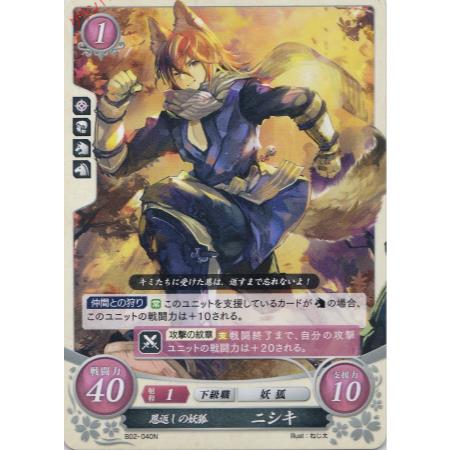 1
キミたちに受けた恩は、返すまで忘れないよ！
仲間との狩り 常 このユニットを支援しているカードが の場合、
このユニットの戦闘力は+10される。
攻撃の紋章 支 戦闘終了まで、自分の攻撃
ユニットの戦闘力は+20される。
戦闘力
40
射程 1 下級職 妖狐
支援力
10
恩返しの妖狐 ニシキ
B02-040N
Illust：ねじ太